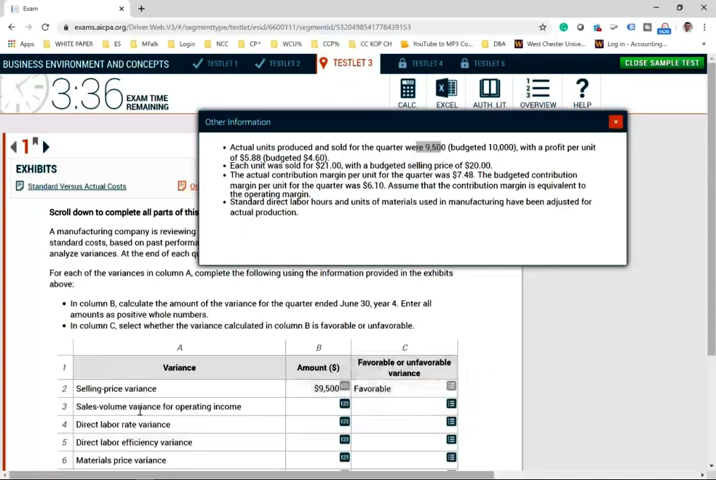 Exam
exams.aicpa.org/Driver.Web.V3/#/segmenttype/testlet/esid/6600111/segmentid/5320498541778439153
Apps WHITE PAPER ES MFalk Login NCC CP^ WCU% CCP% CC KOP CH YouTube to MP3 Co... DBA West Chester Unive... Log in - Accounting...
BUSINESS ENVIRONMENT AND CONCEPTS TESTLET 1 TESTLET 2 TESTLET 3 TESTLET 4 TESTLET 5 CLOSE SAMPLE TEST
3:36 EXAM TIME REMAINING
CALC EXCEL AUTH. LIT. OVERVIEW HELP
Other Information
Actual units produced and sold for the quarter were 9,500 (budgeted 10,000), with a profit per unit
of $5.88 (budgeted $4.60).
Each unit was sold for $21.00, with a budgeted selling price of $20.00.
The actual contribution margin per unit for the quarter was $7.48. The budgeted contribution
margin per unit for the quarter was $6.10. Assume that the contribution margin is equivalent to
the operating margin.
Standard direct labor hours and units of materials used in manufacturing have been adjusted for
actual production.
1
EXHIBITS
Standard Versus Actual Costs
Scroll down to complete all parts of this
A manufacturing company is reviewing
standard costs, based on past performa
analyze variances. At the end of each q
For each of the variances in column A, complete the following using the information provided in the exhibits
above:
In column B, calculate the amount of the variance for the quarter ended June 30, year 4. Enter all
amounts as positive whole numbers.
In column C, select whether the variance calculated in column B is favorable or unfavorable.
A B C
1 Variance Amount ($) Favorable or unfavorable variance
2 Selling-price variance $9,500 123 Favorable
3 Sales-volume variance for operating income 123
4 Direct labor rate variance 123
5 Direct labor efficiency variance 123
6 Materials price variance 123